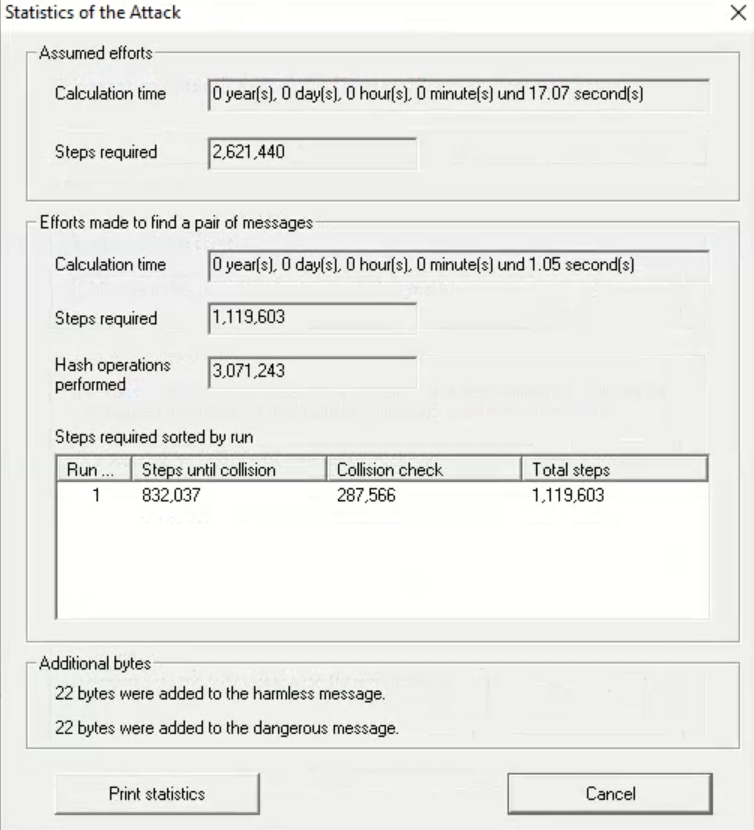 Statistics of the Attack
Assumed efforts
Calculation time 0 year(s), 0 day(s), 0 hour(s), 0 minute(s) und 17.07 second(s)
Steps required 2,621,440
Efforts made to find a pair of messages
Calculation time 0 year(s), 0 day(s), 0 hour(s), 0 minute(s) und 1.05 second(s)
Steps required 1,119,603
Hash operations
performed 3,071,243
Steps required sorted by run
Run ... Steps until collision Collision check Total steps
1 832,037 287,566 1,119,603
Additional bytes
22 bytes were added to the harmless message.
22 bytes were added to the dangerous message.
Print statistics Cancel